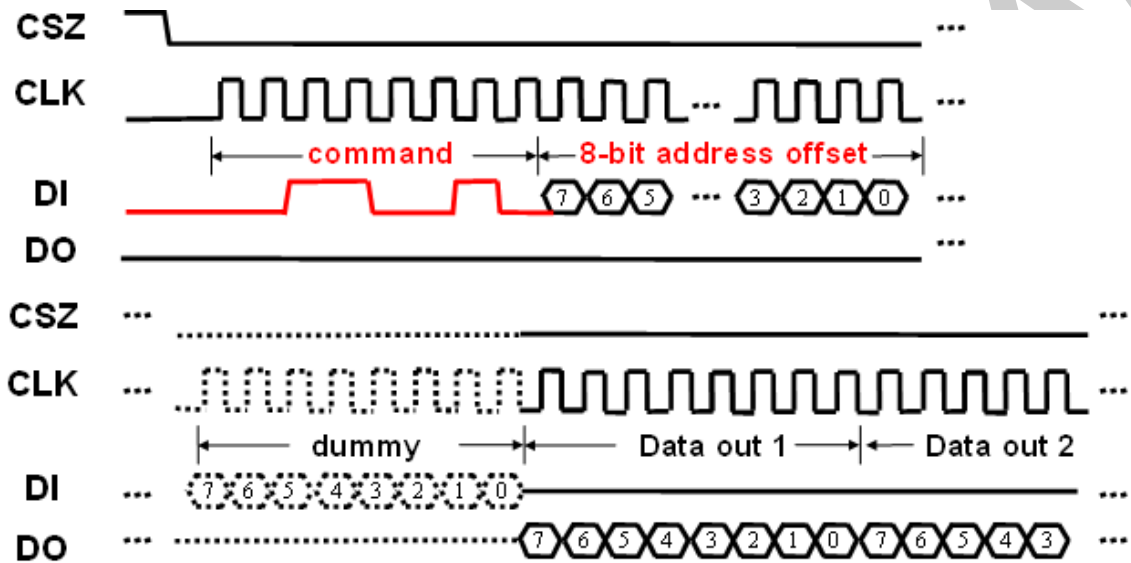 CSZ ...
CLK ... ...
command 8-bit address offset
DI 7 6 5 ... 3 2 1 0 ...
DO ...
CSZ ... ...
CLK ... ...
dummy Data out 1 Data out 2
DI ... 7 6 5 4 3 2 1 0 ...
DO ... 7 6 5 4 3 2 1 0 7 6 5 4 3 ...